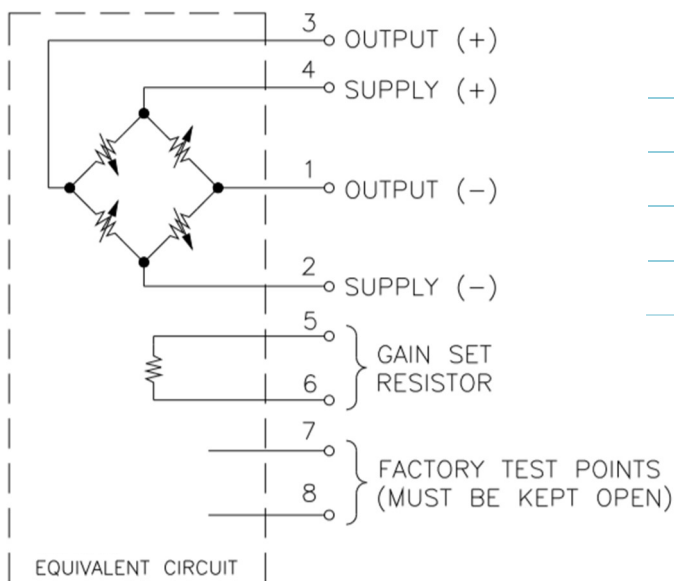 3 OUTPUT (+)
4 SUPPLY (+)
1 OUTPUT (−)
2 SUPPLY (−)
5
GAIN SET
RESISTOR
6
7
FACTORY TEST POINTS
(MUST BE KEPT OPEN)
8
EQUIVALENT CIRCUIT